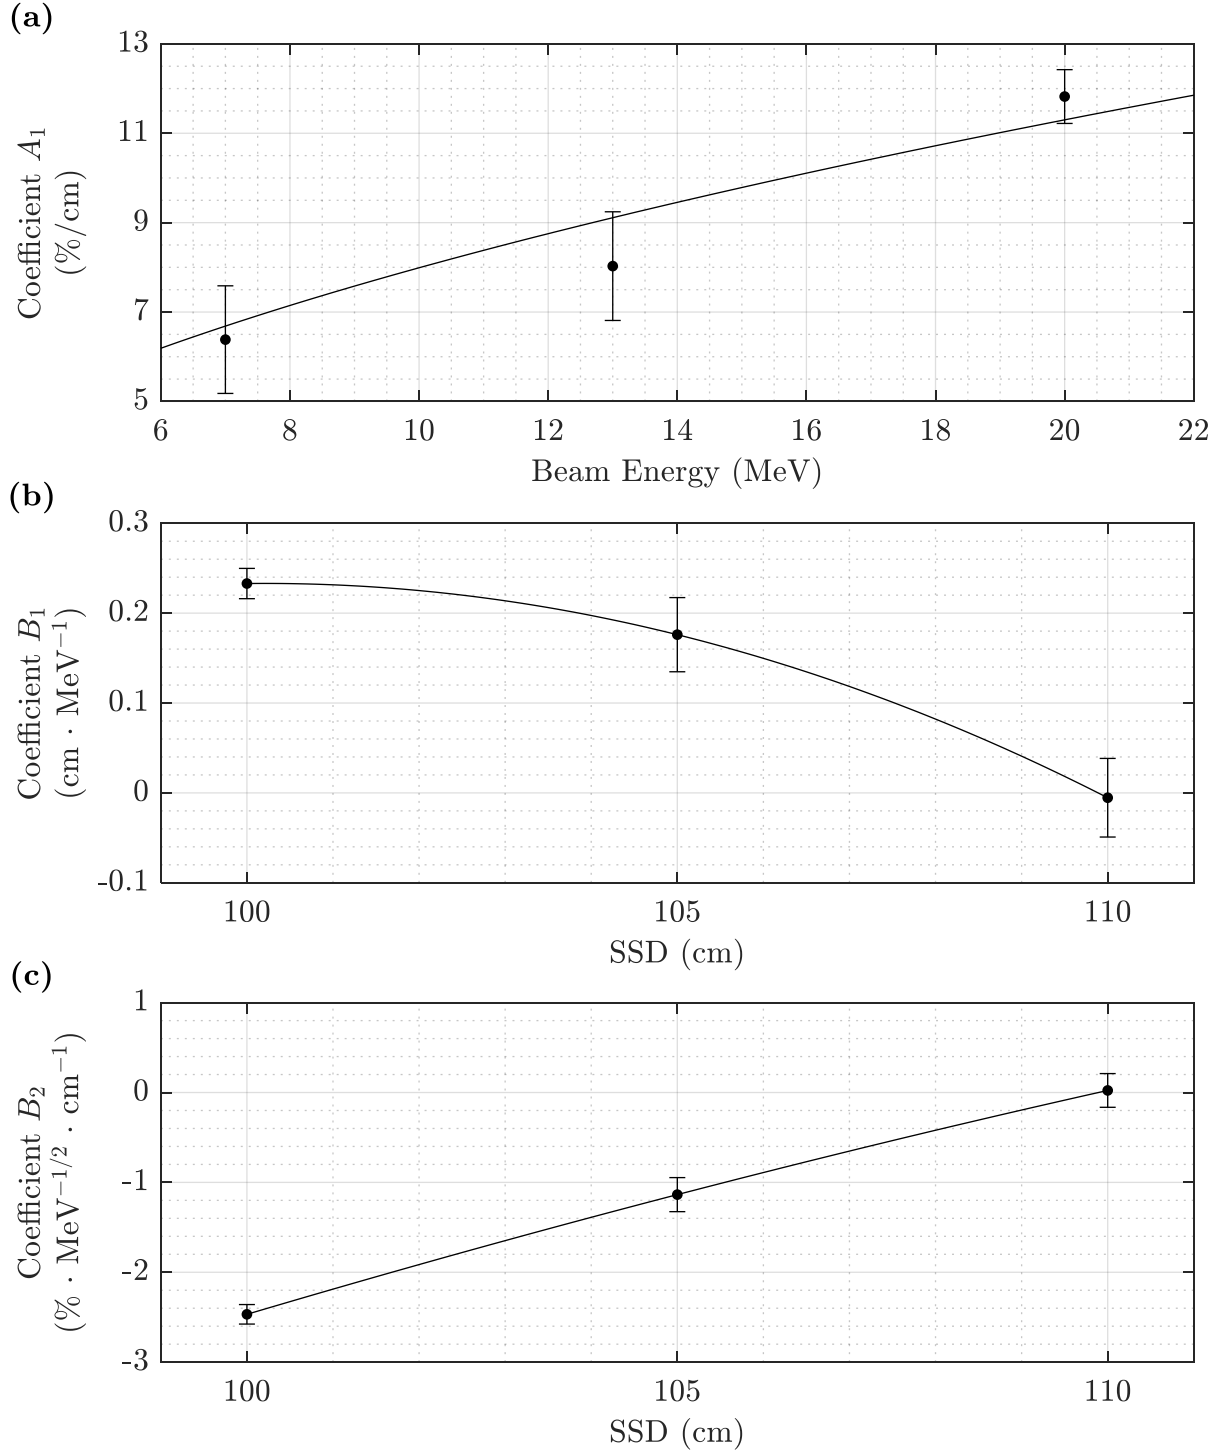 (a)
13
11
9
7
5
Coefficient A₁
(%/cm)
6 8 10 12 14 16 18 20 22
Beam Energy (MeV)
(b)
0.3
0.2
0.1
0
-0.1
Coefficient B₁
(cm · MeV⁻¹)
100 105 110
SSD (cm)
(c)
1
0
-1
-2
-3
Coefficient B₂
(% · MeV⁻¹/² · cm⁻¹)
100 105 110
SSD (cm)